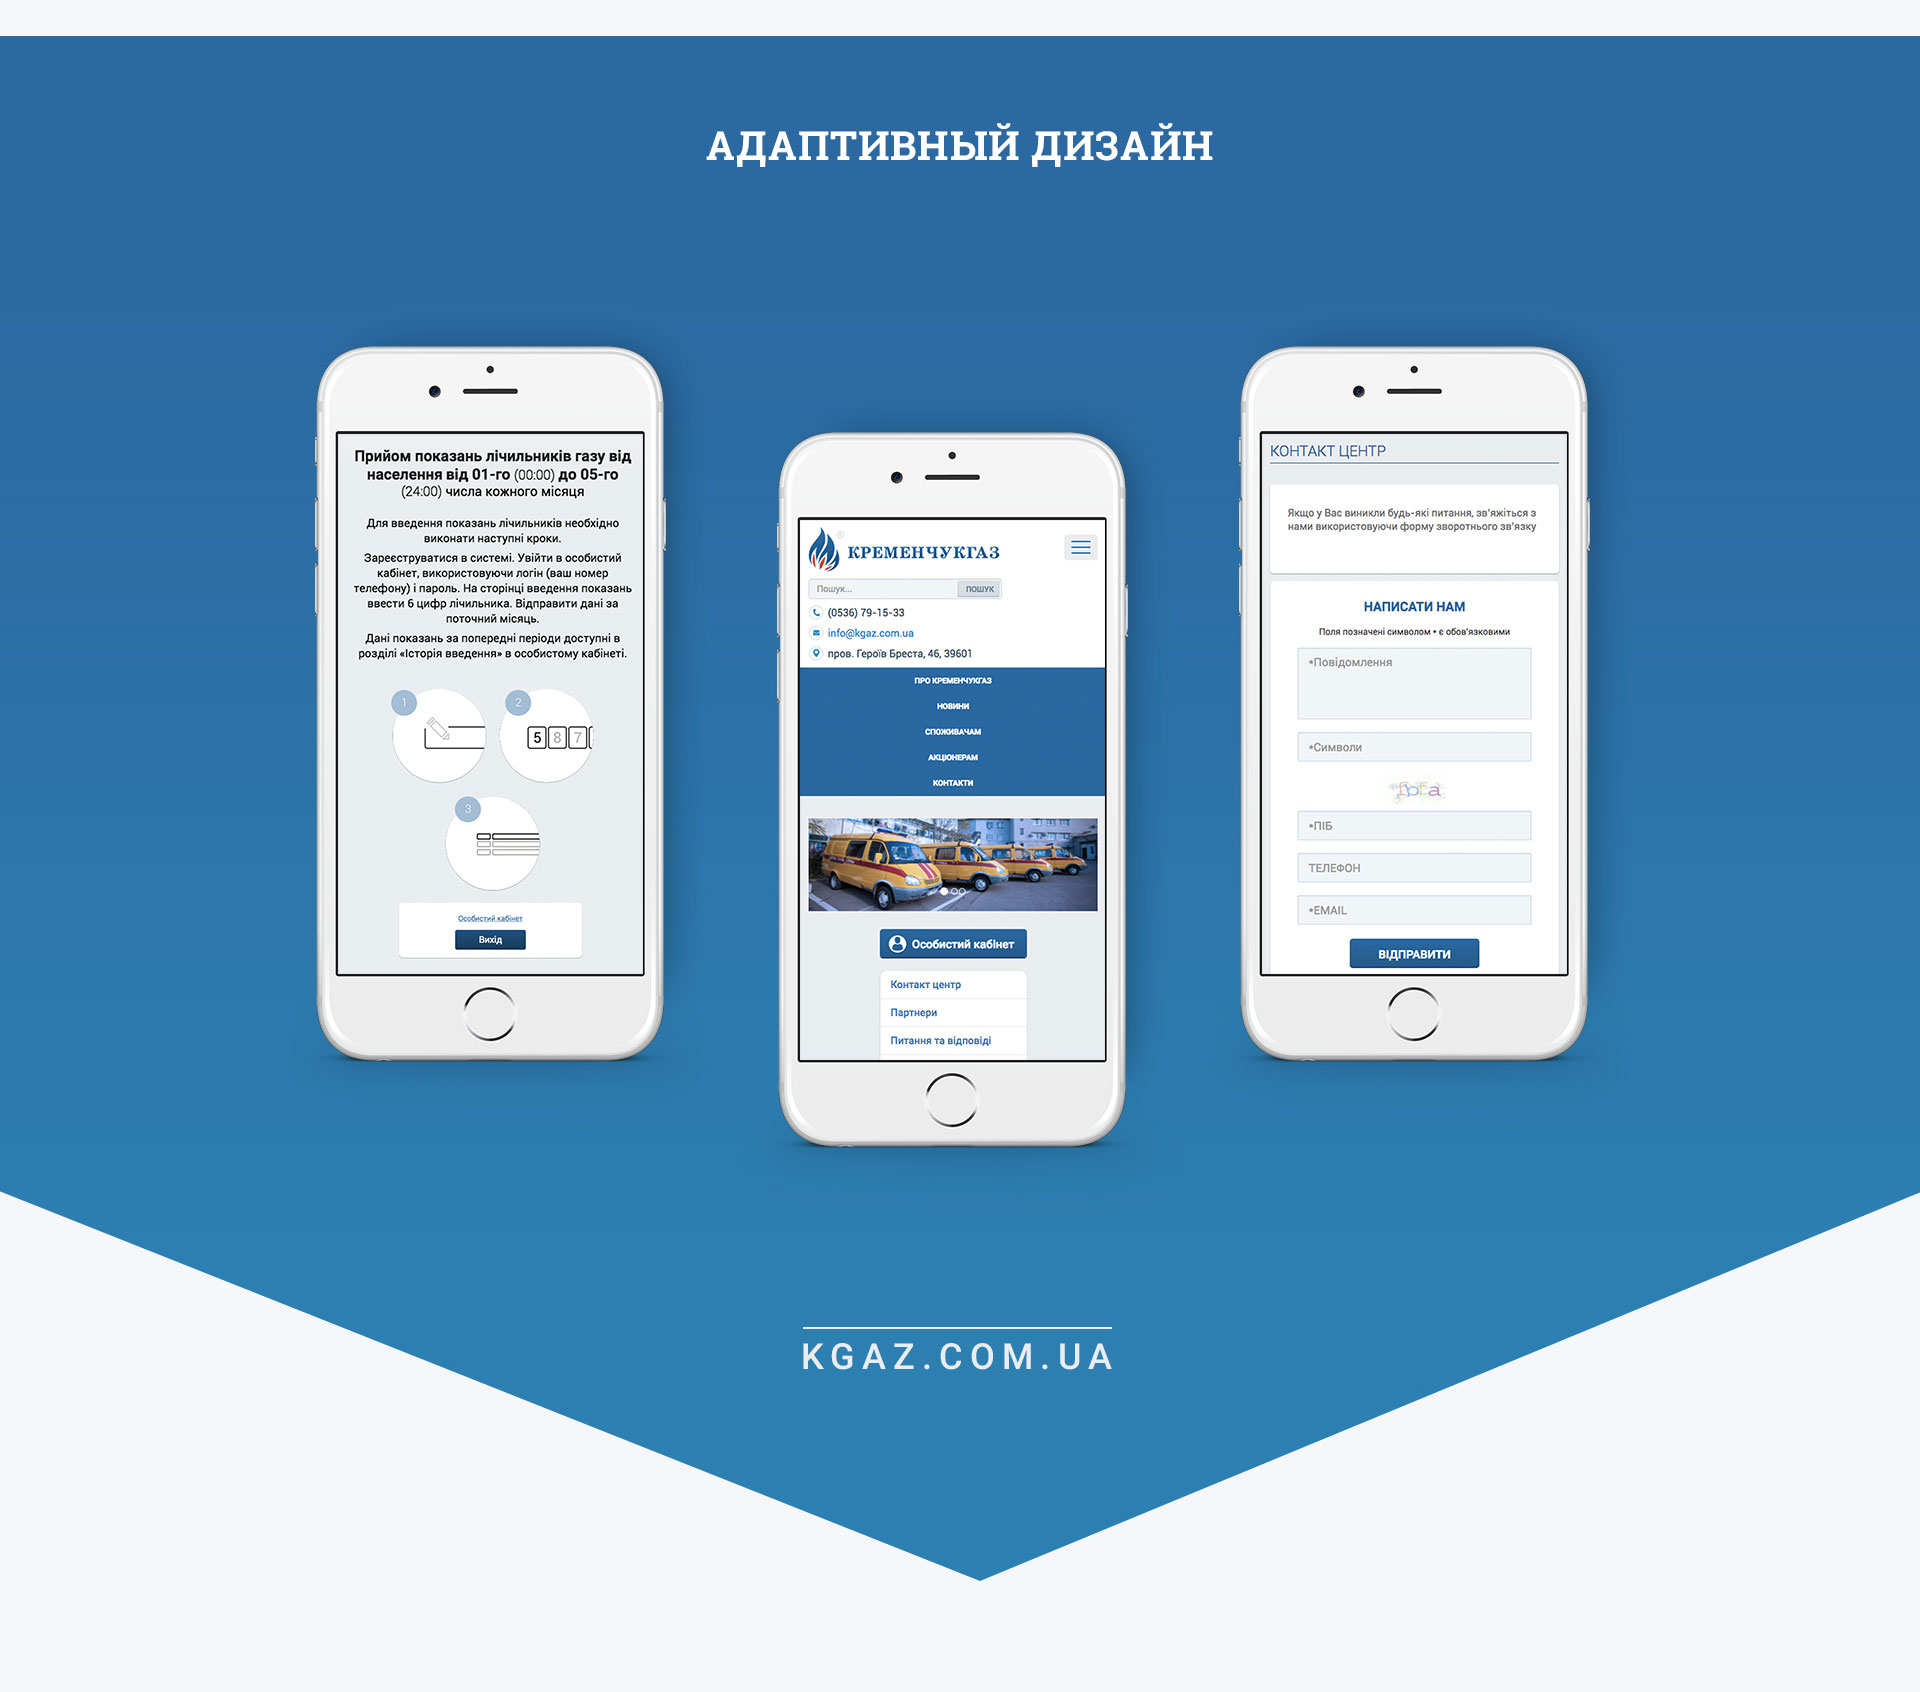 АДАПТИВНЫЙ ДИЗАЙН
Прийом показань лічильників газу від
населення від 01-го (00:00) до 05-го
(24:00) числа кожного місяця
Для введення показань лічильників необхідно
виконати наступні кроки.
Зареєструватися в системі. Увійти в особистий
кабінет, використовуючи логін (ваш номер
телефону) і пароль. На сторінці введення показань
ввести 6 цифр лічильника. Відправити дані за
поточний місяць.
Дані показань за попередні періоди доступні в
розділі «Історія введення» в особистому кабінеті.
1
2
5 8 7
3
Особистий кабінет
Вихід
КРЕМЕНЧУКГАЗ
Пошук... ПОШУК
(0536) 79-15-33
info@kgaz.com.ua
пров. Героїв Бреста, 46, 39601
ПРО КРЕМЕНЧУКГАЗ
НОВИНИ
СПОЖИВАЧАМ
АКЦІОНЕРАМ
КОНТАКТИ
Особистий кабінет
Контакт центр
Партнери
Питання та відповіді
КОНТАКТ ЦЕНТР
Якщо у Вас виникли будь-які питання, зв'яжіться з
нами використовуючи форму зворотнього зв'язку
НАПИСАТИ НАМ
Поля позначені символом • є обов'язковими
•Повідомлення
•Символи
•ПІБ
ТЕЛЕФОН
•EMAIL
ВІДПРАВИТИ
KGAZ.COM.UA